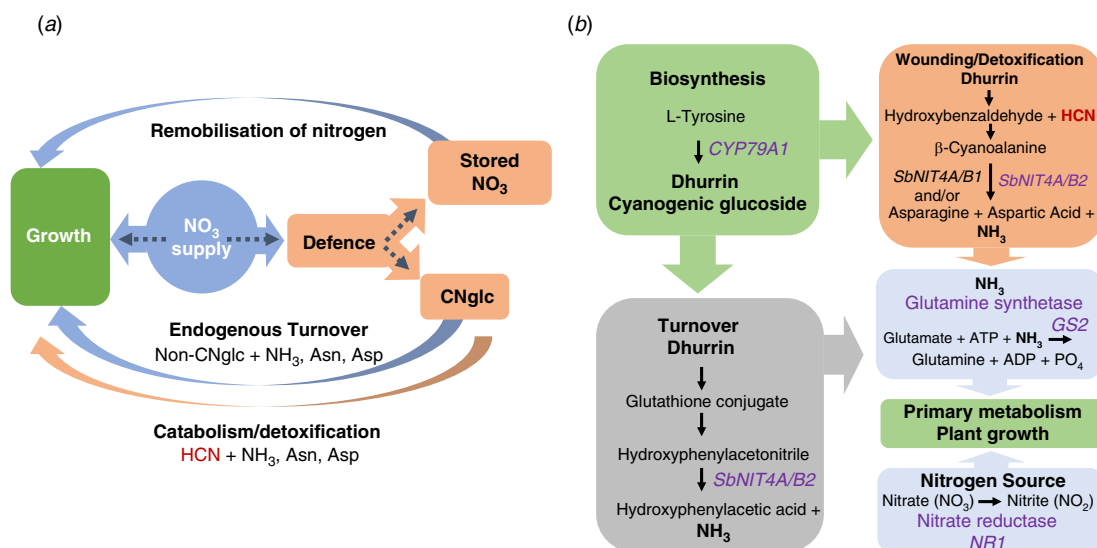 (a)
Remobilisation of nitrogen
Stored
NO3
Growth
NO3
supply
Defence
CNglc
Endogenous Turnover
Non-CNglc + NH3, Asn, Asp
Catabolism/detoxification
HCN + NH3, Asn, Asp
(b)
Biosynthesis
L-Tyrosine
CYP79A1
Dhurrin
Cyanogenic glucoside
Wounding/Detoxification
Dhurrin
Hydroxybenzaldehyde + HCN
β-Cyanoalanine
SbNIT4A/B1
and/or
SbNIT4A/B2
Asparagine + Aspartic Acid +
NH3
Turnover
Dhurrin
Glutathione conjugate
Hydroxyphenylacetonitrile
SbNIT4A/B2
Hydroxyphenylacetic acid +
NH3
NH3
Glutamine synthetase
GS2
Glutamate + ATP + NH3
Glutamine + ADP + PO4
Primary metabolism
Plant growth
Nitrogen Source
Nitrate (NO3) → Nitrite (NO2)
Nitrate reductase
NR1